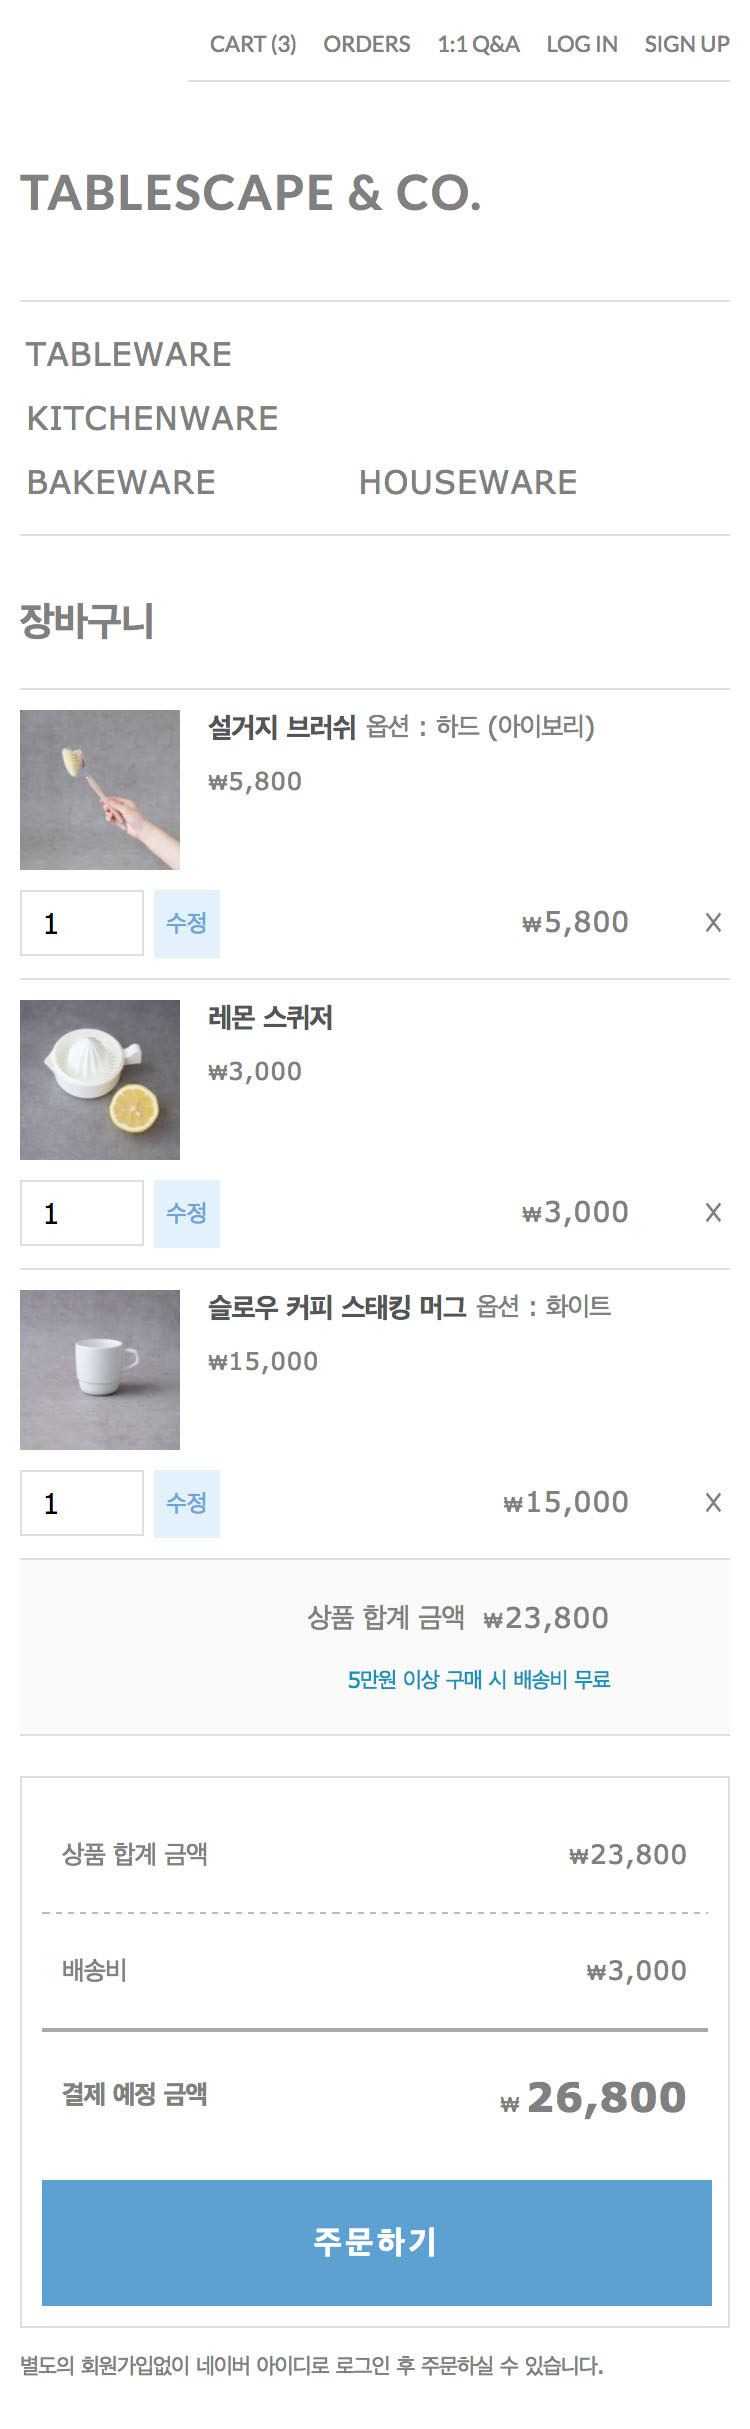 CART (3) ORDERS 1:1 Q&A LOG IN SIGN UP
TABLESCAPE & CO.
TABLEWARE
KITCHENWARE
BAKEWARE HOUSEWARE
장바구니
설거지 브러쉬 옵션 : 하드 (아이보리)
₩5,800
1 수정 ₩5,800 X
레몬 스퀴저
₩3,000
1 수정 ₩3,000 X
슬로우 커피 스태킹 머그 옵션 : 화이트
₩15,000
1 수정 ₩15,000 X
상품 합계 금액 ₩23,800
5만원 이상 구매 시 배송비 무료
상품 합계 금액 ₩23,800
배송비 ₩3,000
결제 예정 금액 ₩26,800
주문하기
별도의 회원가입없이 네이버 아이디로 로그인 후 주문하실 수 있습니다.